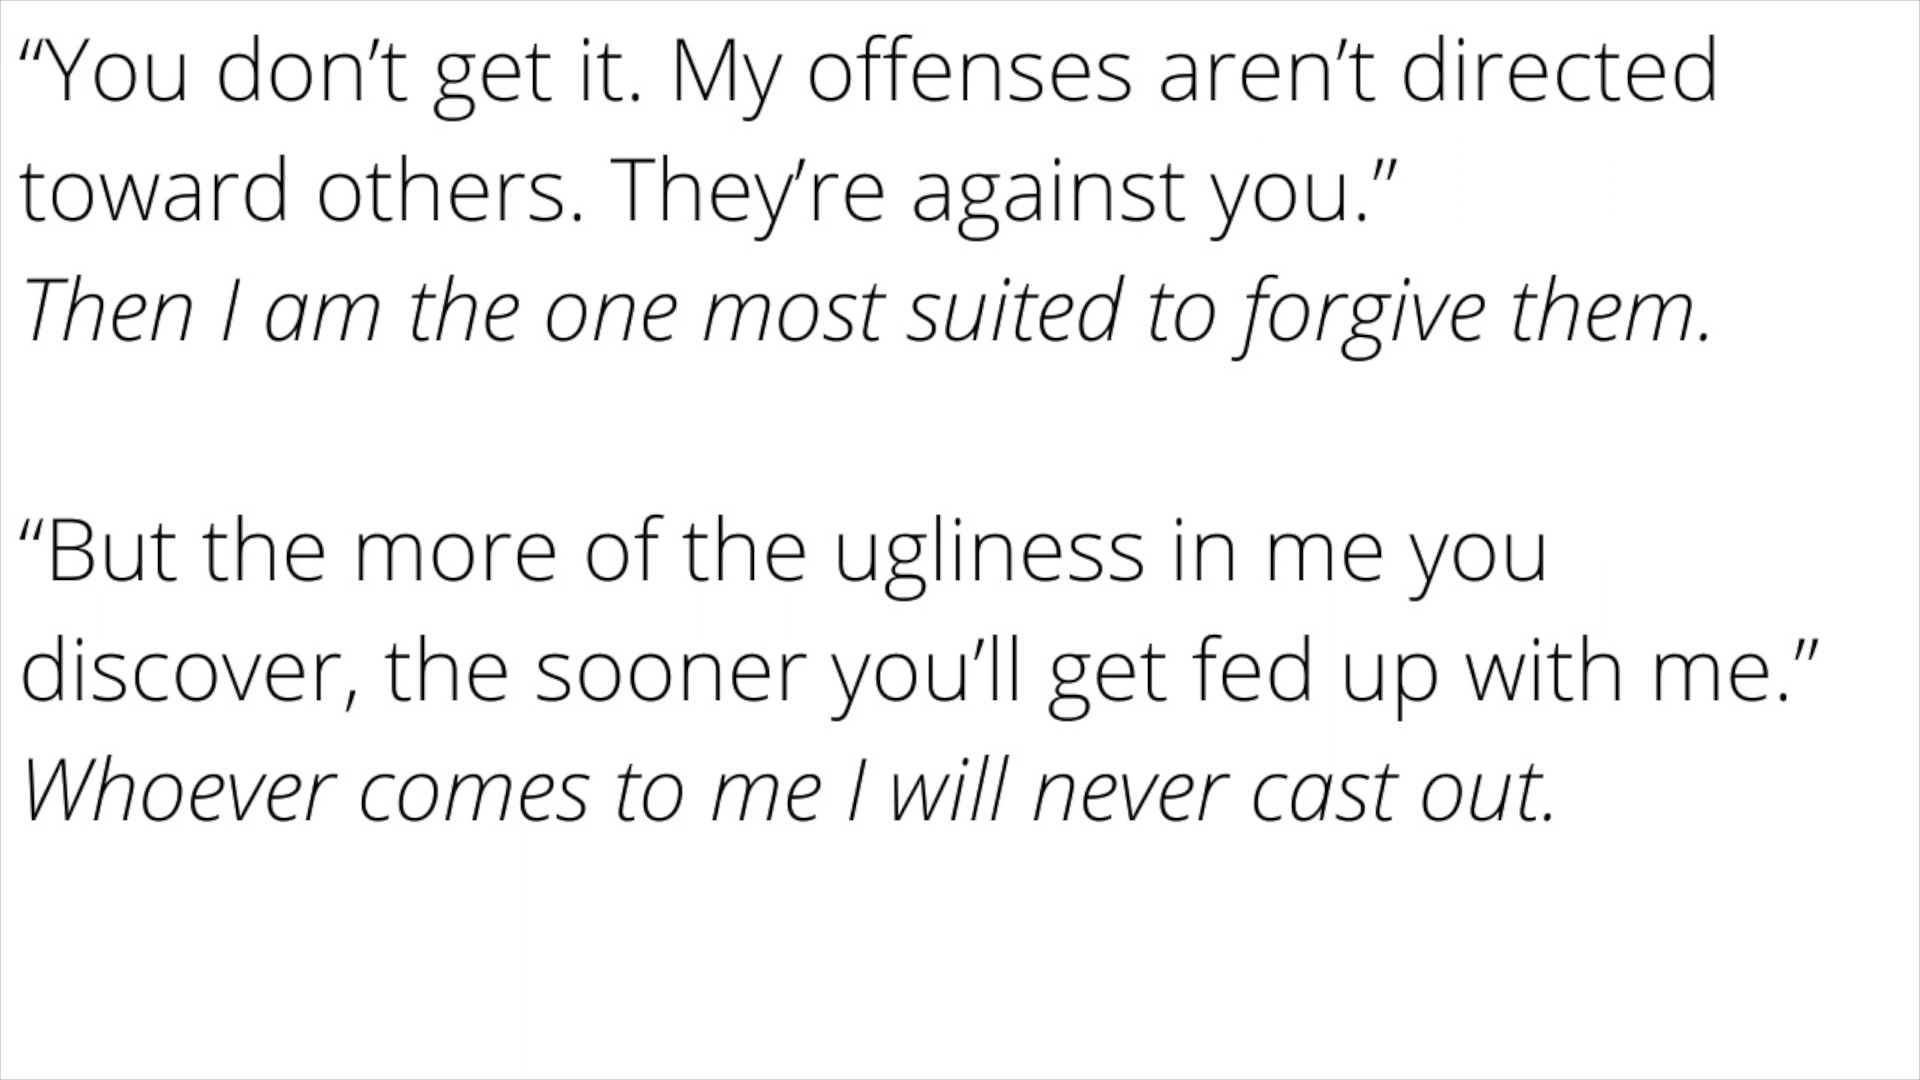 “You don’t get it. My offenses aren’t directed
toward others. They’re against you.”
Then I am the one most suited to forgive them.
“But the more of the ugliness in me you
discover, the sooner you’ll get fed up with me.”
Whoever comes to me I will never cast out.